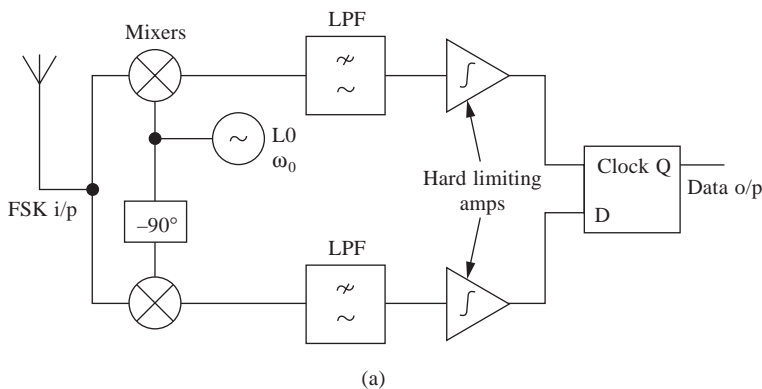 Mixers
LPF
L0
ω0
FSK i/p
–90°
LPF
Hard limiting
amps
Clock Q
D
Data o/p
(a)